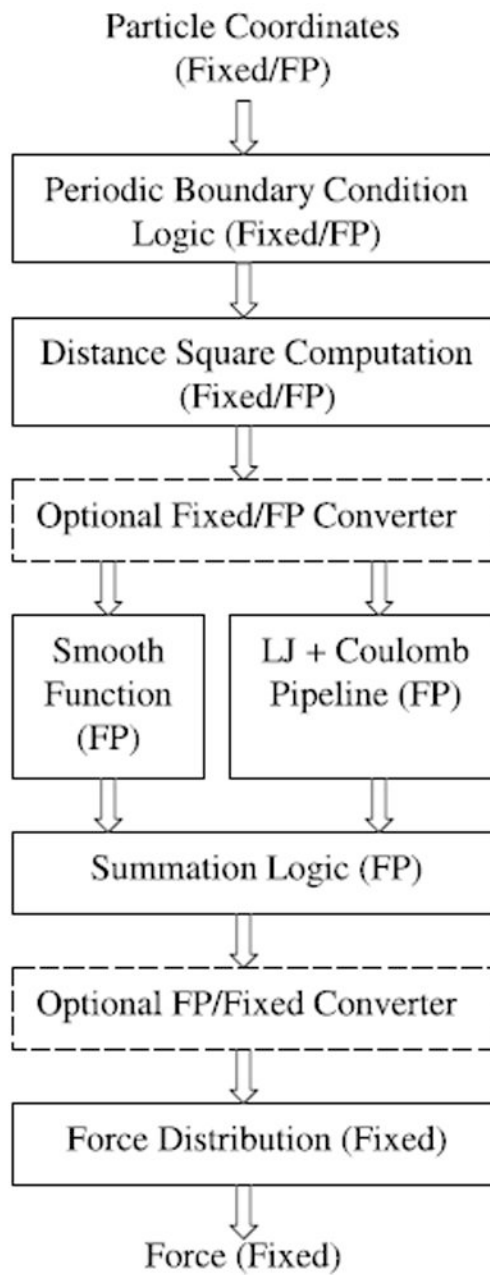 Particle Coordinates
(Fixed/FP)
Periodic Boundary Condition
Logic (Fixed/FP)
Distance Square Computation
(Fixed/FP)
Optional Fixed/FP Converter
Smooth
Function
(FP)
LJ + Coulomb
Pipeline (FP)
Summation Logic (FP)
Optional FP/Fixed Converter
Force Distribution (Fixed)
Force (Fixed)